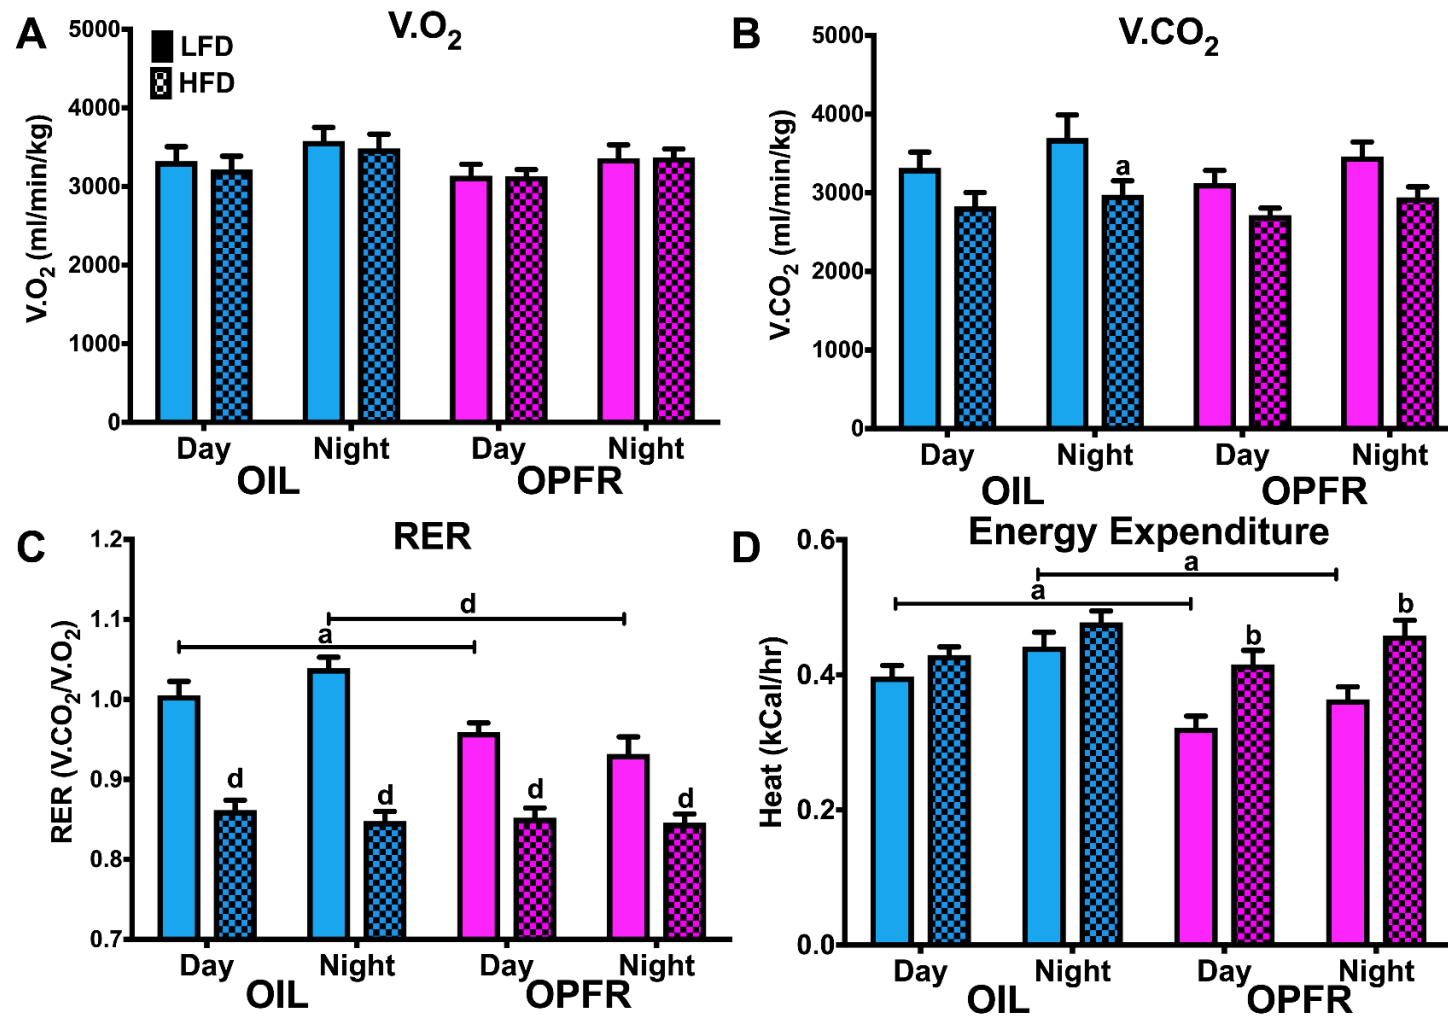 A
V.O2
LFD
HFD
5000
4000
3000
2000
1000
0
V.O2 (ml/min/kg)
Day Night Day Night
OIL OPFR
B
V.CO2
5000
4000
3000
2000
1000
0
V.CO2 (ml/min/kg)
a
Day Night Day Night
OIL OPFR
C
RER
1.2
1.1
1.0
0.9
0.8
0.7
RER (V.CO2/V.O2)
d
a
d d d d
Day Night Day Night
OIL OPFR
D
Energy Expenditure
0.6
0.4
0.2
0.0
Heat (kCal/hr)
a
a
b b
Day Night Day Night
OIL OPFR